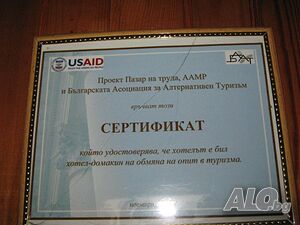 USAID
Проект Пазар на труда, ААМР
и Българската Асоциация за Алтернативен Туризъм
връчват този
СЕРТИФИКАТ
който удостоверява, че хотелът е бил
хотел-домакин на обмяна на опит в туризма.
ALO.bg